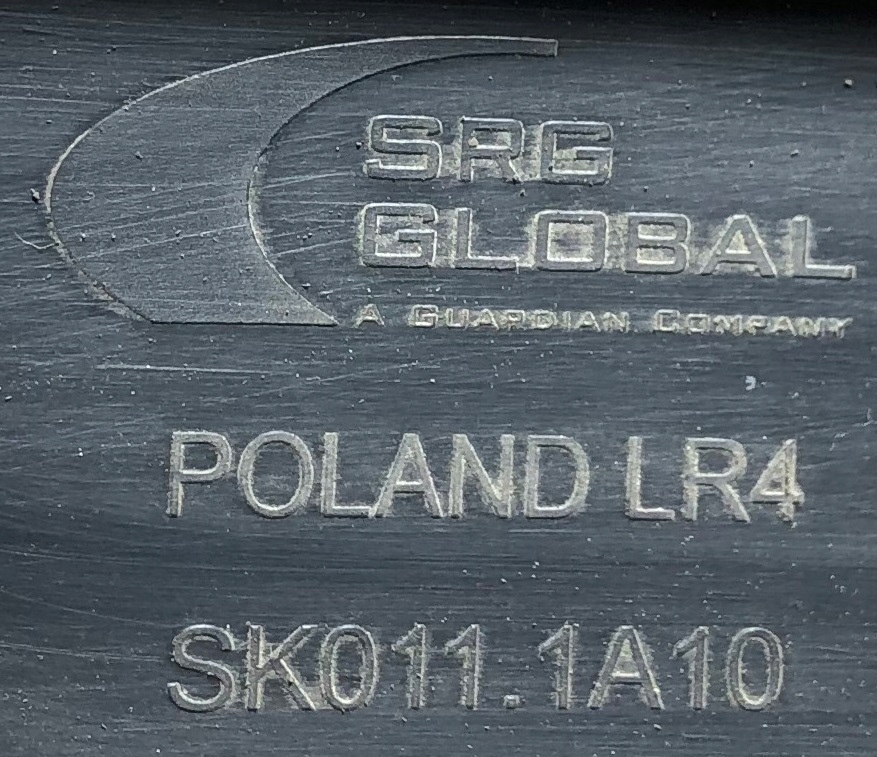 SRG
GLOBAL
A GUARDIAN COMPANY
POLAND LR4
SK011.1A10